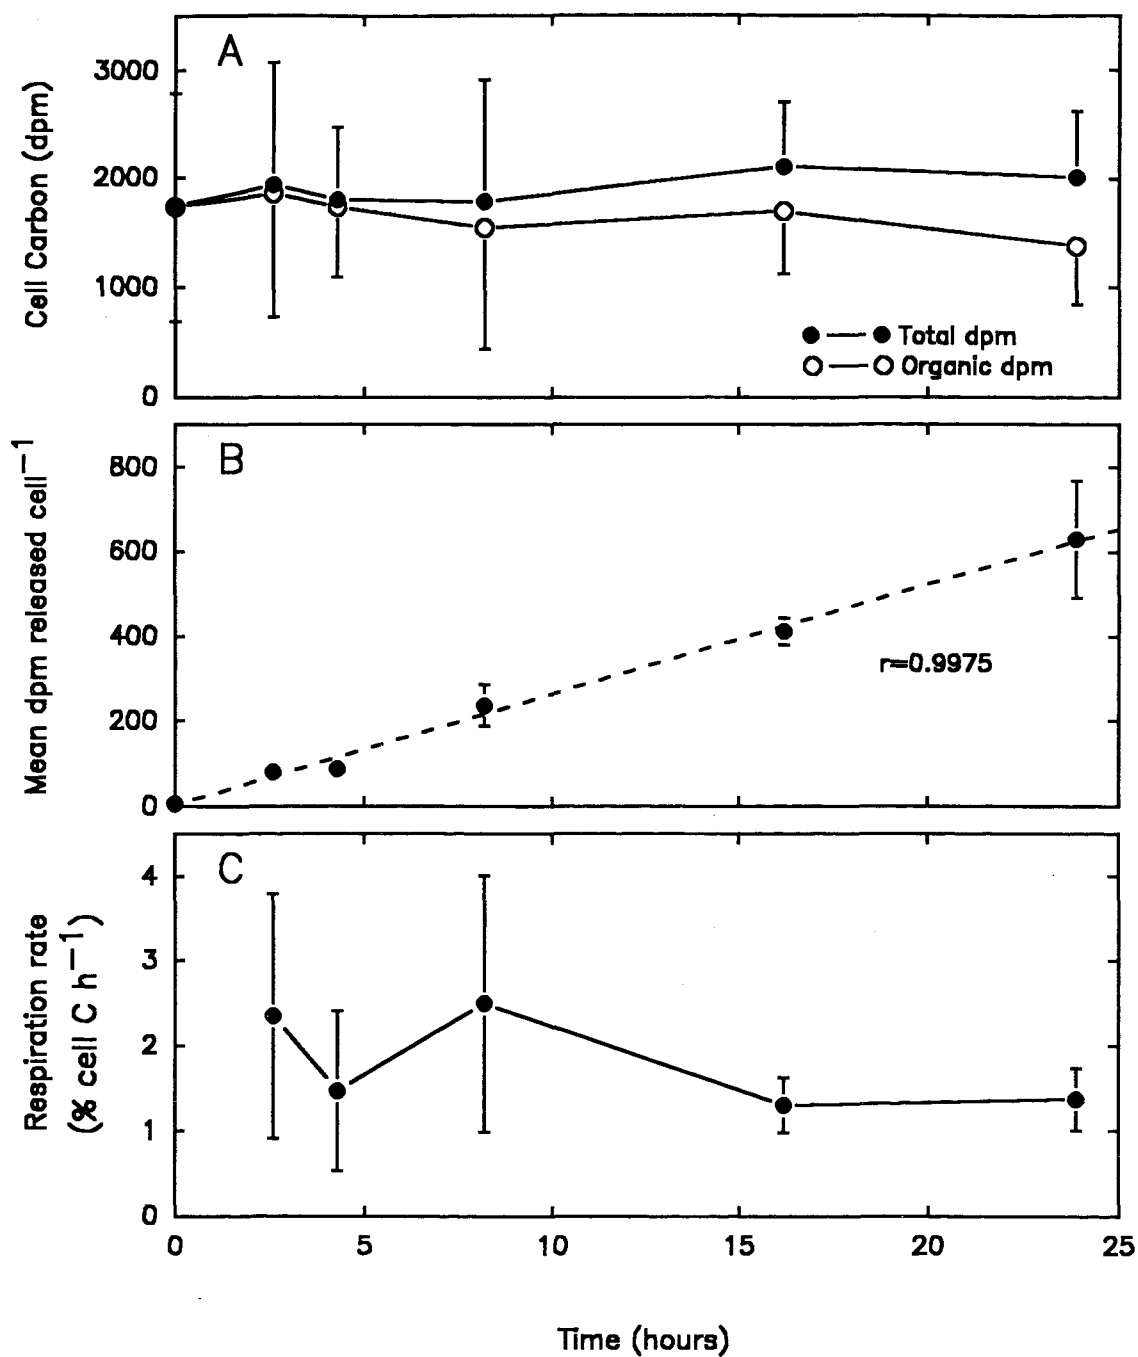 A
3000
2000
1000
0
Cell Carbon (dpm)
Total dpm
Organic dpm
B
800
600
400
200
0
Mean dpm released cell⁻¹
r=0.9975
C
4
3
2
1
0
Respiration rate
(% cell C h⁻¹)
0 5 10 15 20 25
Time (hours)